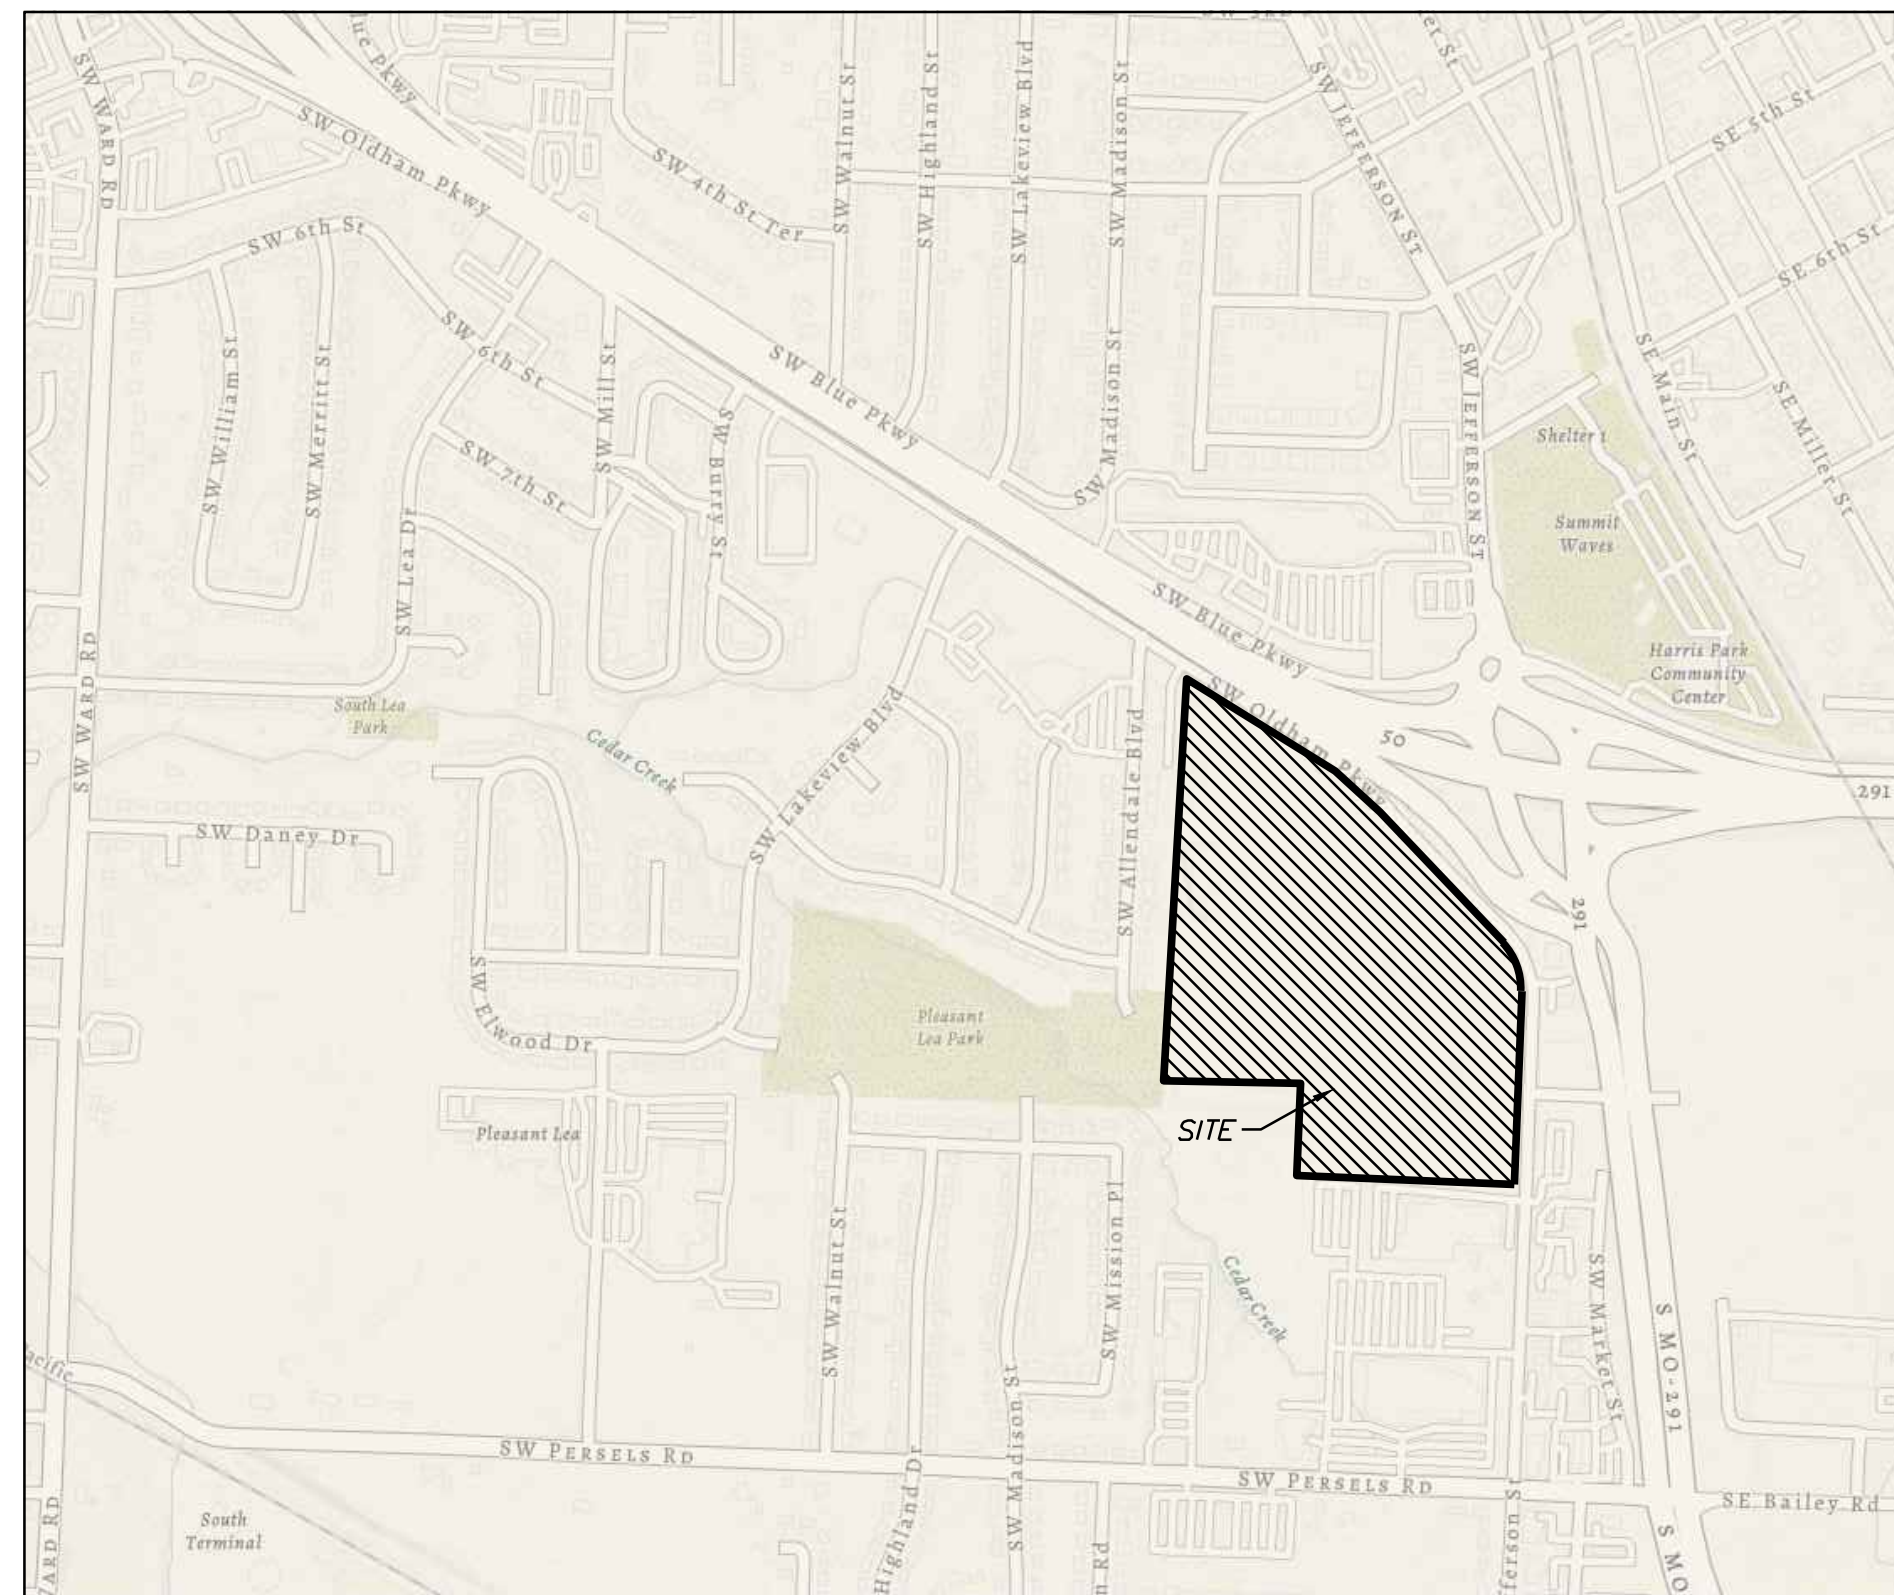 SW WARD RD
SW Oldham Pkwy
SW 4th St Ter
SW Walnut St
SW Highland St
SW Lakeview Blvd
SW Madison St
SW JEFFERSON ST
SE 5th St
SW 6th St
SE 6th St
SW William St
SW Merritt St
SW 6th St
SW Mill St
SW Blue Pkwy
SW Madison St
SW JEFFERSON ST
SE Main St
SE Miller St
Shelter 1
SW 7th St
SW Burry St
Summit
Waves
SW Lea Dr
SW Blue Pkwy
SW WARD RD
Harris Park
Community
Center
South Lea
Park
Cedar Creek
SW Lakeview Blvd
SW Allendale Blvd
SW Oldham Pkwy
50
291
SW Daney Dr
291
SW Elwood Dr
Pleasant
Lea Park
Pleasant Lea
SITE
SW Walnut St
SW Mission Pl
Cedar Creek
SW Market St
S MO-291
SW Madison St
SW PERSELS RD
SW PERSELS RD
SE Bailey Rd
South
Terminal
Highland Dr
S MO